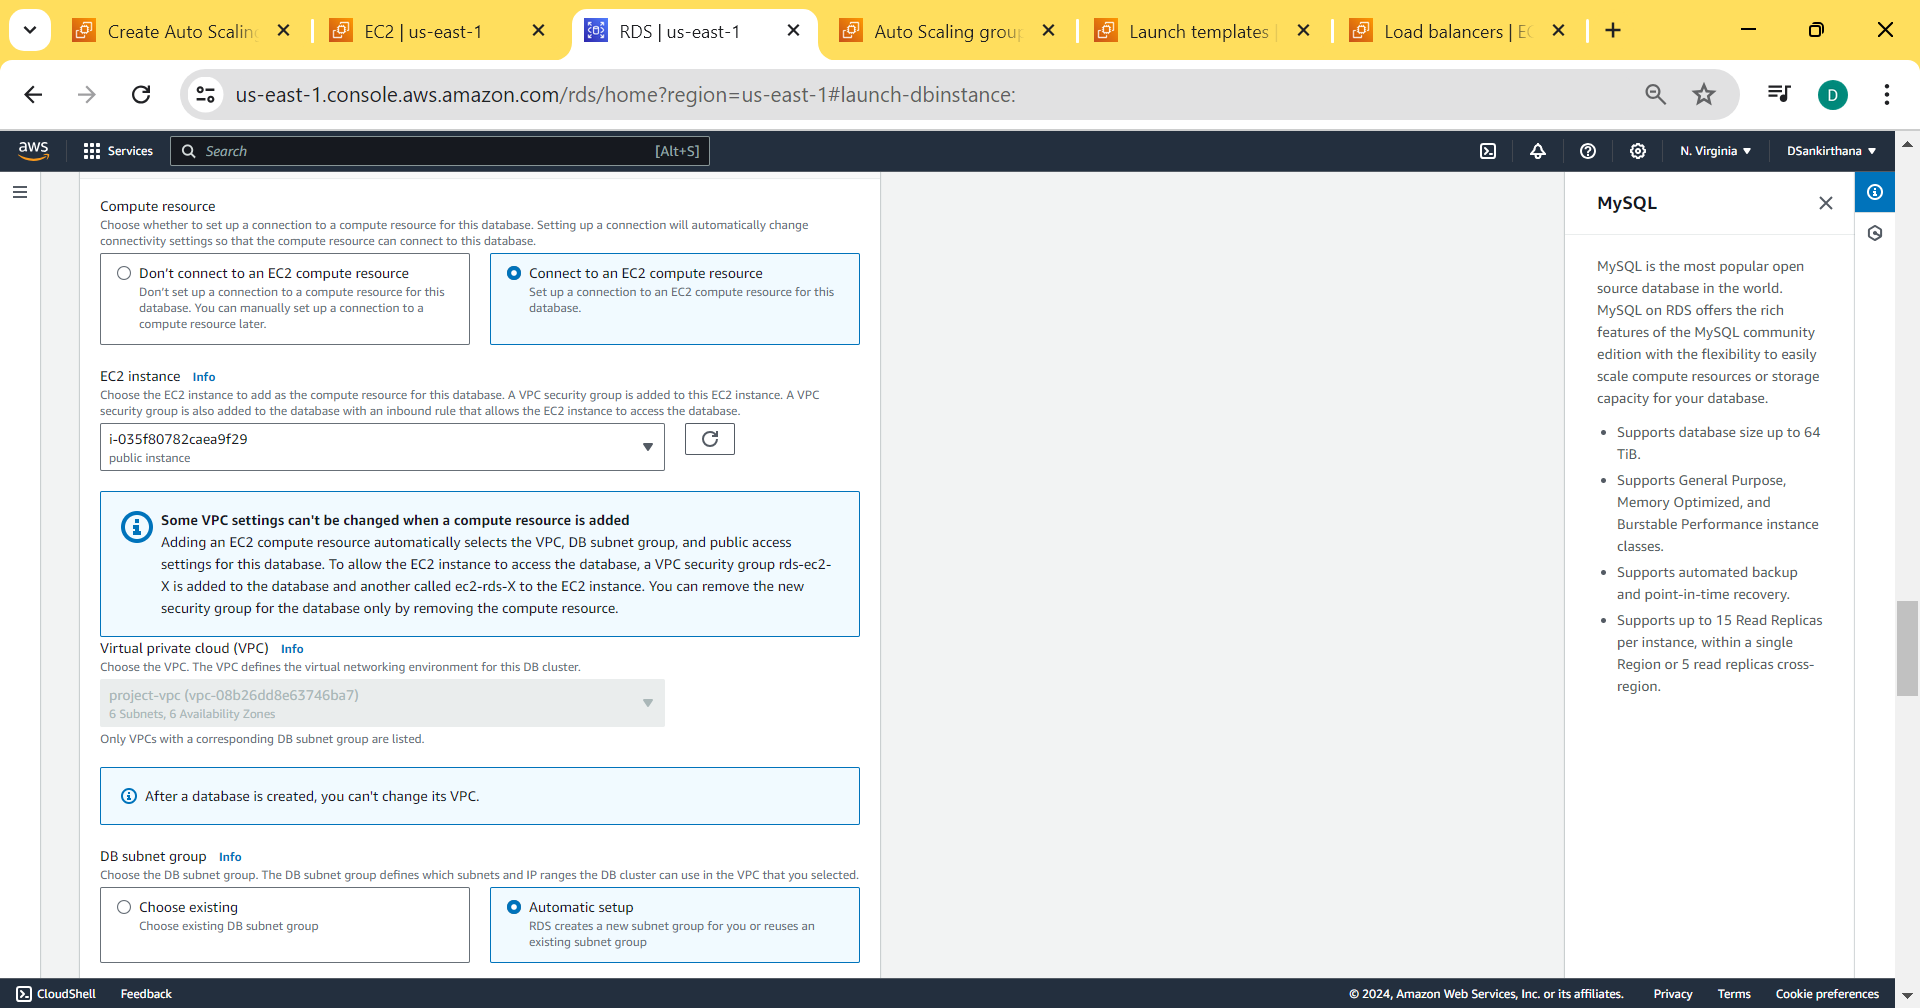 Create Auto Scaling
EC2 | us-east-1
RDS | us-east-1
Auto Scaling grou
Launch templates |
Load balancers | EC
us-east-1.console.aws.amazon.com/rds/home?region=us-east-1#launch-dbinstance:
D
aws
Services
Search
[Alt+S]
N. Virginia
DSankirthana
Compute resource
Choose whether to set up a connection to a compute resource for this database. Setting up a connection will automatically change
connectivity settings so that the compute resource can connect to this database.
Don't connect to an EC2 compute resource
Don't set up a connection to a compute resource for this
database. You can manually set up a connection to a
compute resource later.
Connect to an EC2 compute resource
Set up a connection to an EC2 compute resource for this
database.
EC2 instance Info
Choose the EC2 instance to add as the compute resource for this database. A VPC security group is added to this EC2 instance. A VPC
security group is also added to the database with an inbound rule that allows the EC2 instance to access the database.
i-035f80782caea9f29
public instance
Some VPC settings can't be changed when a compute resource is added
Adding an EC2 compute resource automatically selects the VPC, DB subnet group, and public access
settings for this database. To allow the EC2 instance to access the database, a VPC security group rds-ec2-
X is added to the database and another called ec2-rds-X to the EC2 instance. You can remove the new
security group for the database only by removing the compute resource.
Virtual private cloud (VPC) Info
Choose the VPC. The VPC defines the virtual networking environment for this DB cluster.
project-vpc (vpc-08b26dd8e63746ba7)
6 Subnets, 6 Availability Zones
Only VPCs with a corresponding DB subnet group are listed.
After a database is created, you can't change its VPC.
DB subnet group Info
Choose the DB subnet group. The DB subnet group defines which subnets and IP ranges the DB cluster can use in the VPC that you selected.
Choose existing
Choose existing DB subnet group
Automatic setup
RDS creates a new subnet group for you or reuses an
existing subnet group
MySQL
MySQL is the most popular open
source database in the world.
MySQL on RDS offers the rich
features of the MySQL community
edition with the flexibility to easily
scale compute resources or storage
capacity for your database.
Supports database size up to 64
TiB.
Supports General Purpose,
Memory Optimized, and
Burstable Performance instance
classes.
Supports automated backup
and point-in-time recovery.
Supports up to 15 Read Replicas
per instance, within a single
Region or 5 read replicas cross-
region.
CloudShell
Feedback
© 2024, Amazon Web Services, Inc. or its affiliates.
Privacy
Terms
Cookie preferences